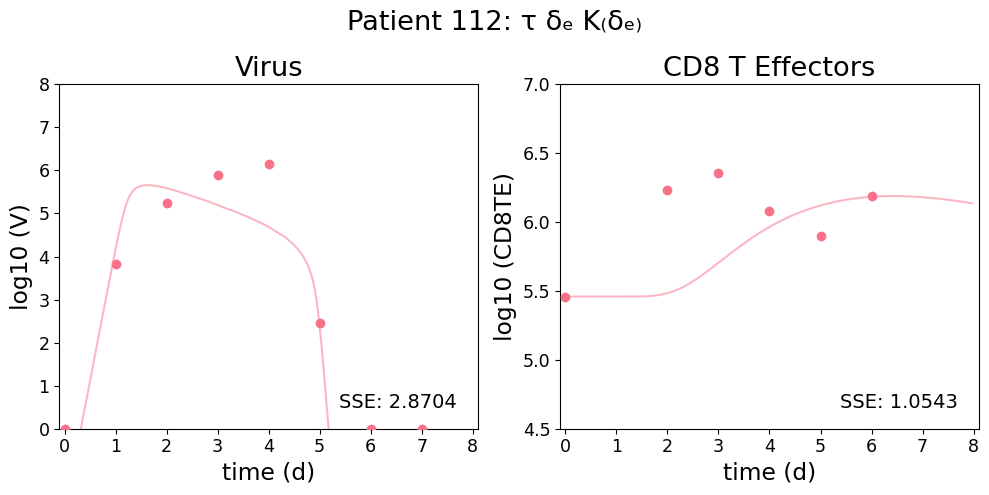 Patient 112: τ δₑ K₍δₑ₎
Virus
CD8 T Effectors
log10 (V)
8
7
6
5
4
3
2
1
0
SSE: 2.8704
0 1 2 3 4 5 6 7 8
time (d)
log10 (CD8TE)
7.0
6.5
6.0
5.5
5.0
4.5
SSE: 1.0543
0 1 2 3 4 5 6 7 8
time (d)